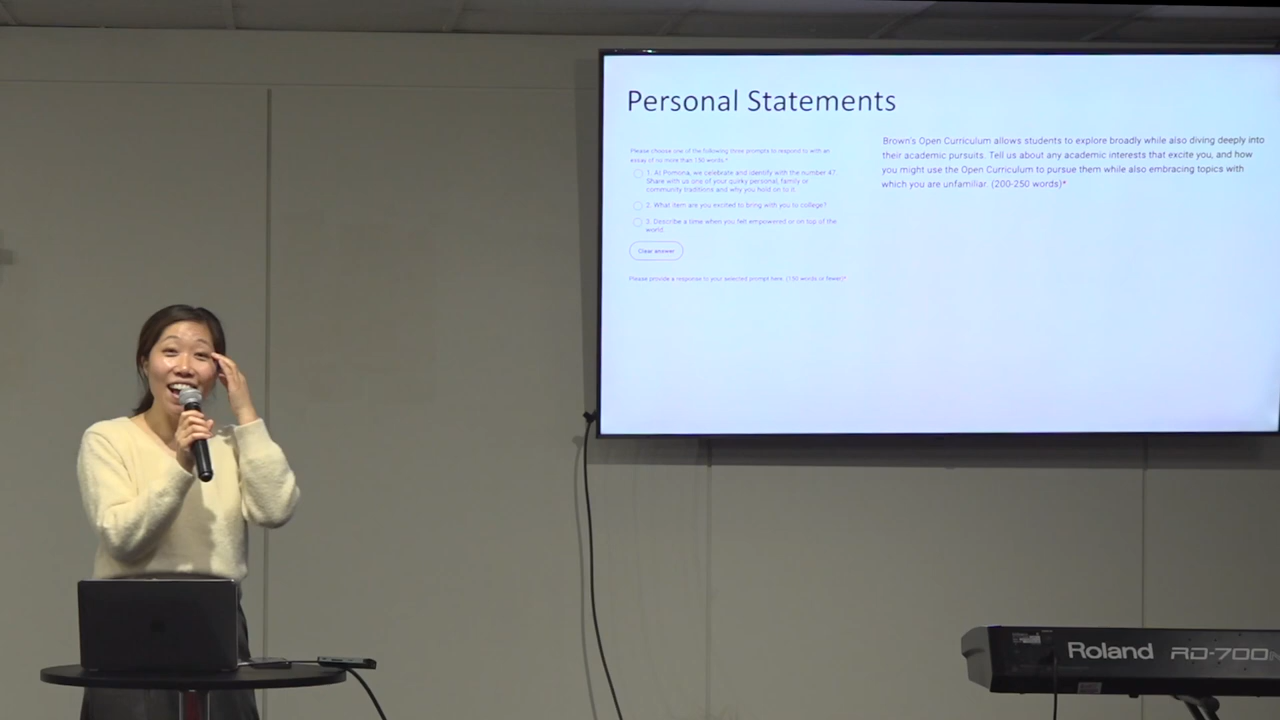 Personal Statements
Please choose one of the following three prompts to respond to with an
essay of no more than 150 words.*
1. At Pomona, we celebrate and identify with the number 47.
Share with us one of your quirky personal, family or
community traditions and why you hold on to it.
2. What item are you excited to bring with you to college?
3. Describe a time when you felt empowered or on top of the
world.
Clear answer
Please provide a response to your selected prompt here. (150 words or fewer)*
Brown's Open Curriculum allows students to explore broadly while also diving deeply into
their academic pursuits. Tell us about any academic interests that excite you, and how
you might use the Open Curriculum to pursue them while also embracing topics with
which you are unfamiliar. (200-250 words)*
Roland RD-700